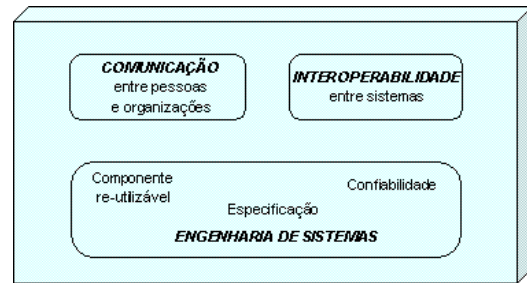 COMUNICAÇÃO
entre pessoas
e organizações
INTEROPERABILIDADE
entre sistemas
Componente
re-utilizável
Confiabilidade
Especificação
ENGENHARIA DE SISTEMAS